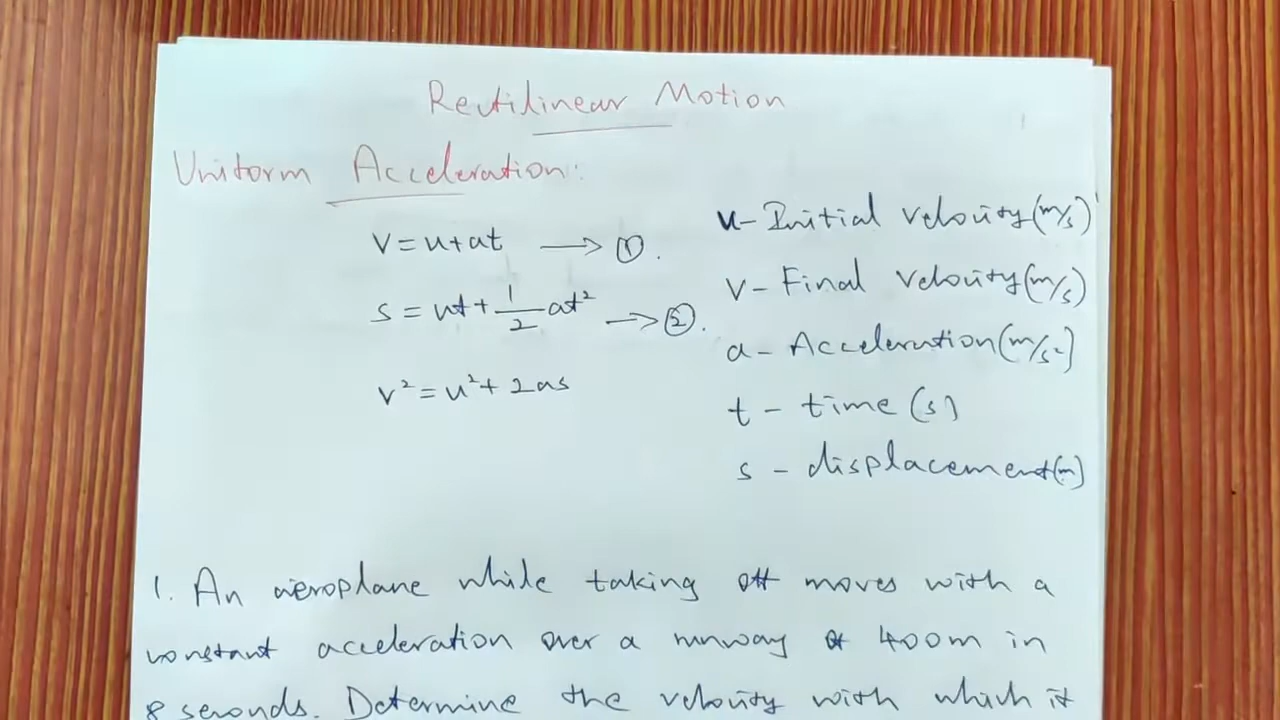 Rectilinear Motion
Uniform Acceleration:
v = u + at → ①.
s = ut + 1/2 at² → ②.
v² = u² + 2as
u - Initial velocity (m/s)
v - Final velocity (m/s)
a - Acceleration (m/s²)
t - time (s)
s - displacement (m)
1. An aeroplane while taking off moves with a
constant acceleration over a runway of 400m in
8 seconds. Determine the velocity with which it